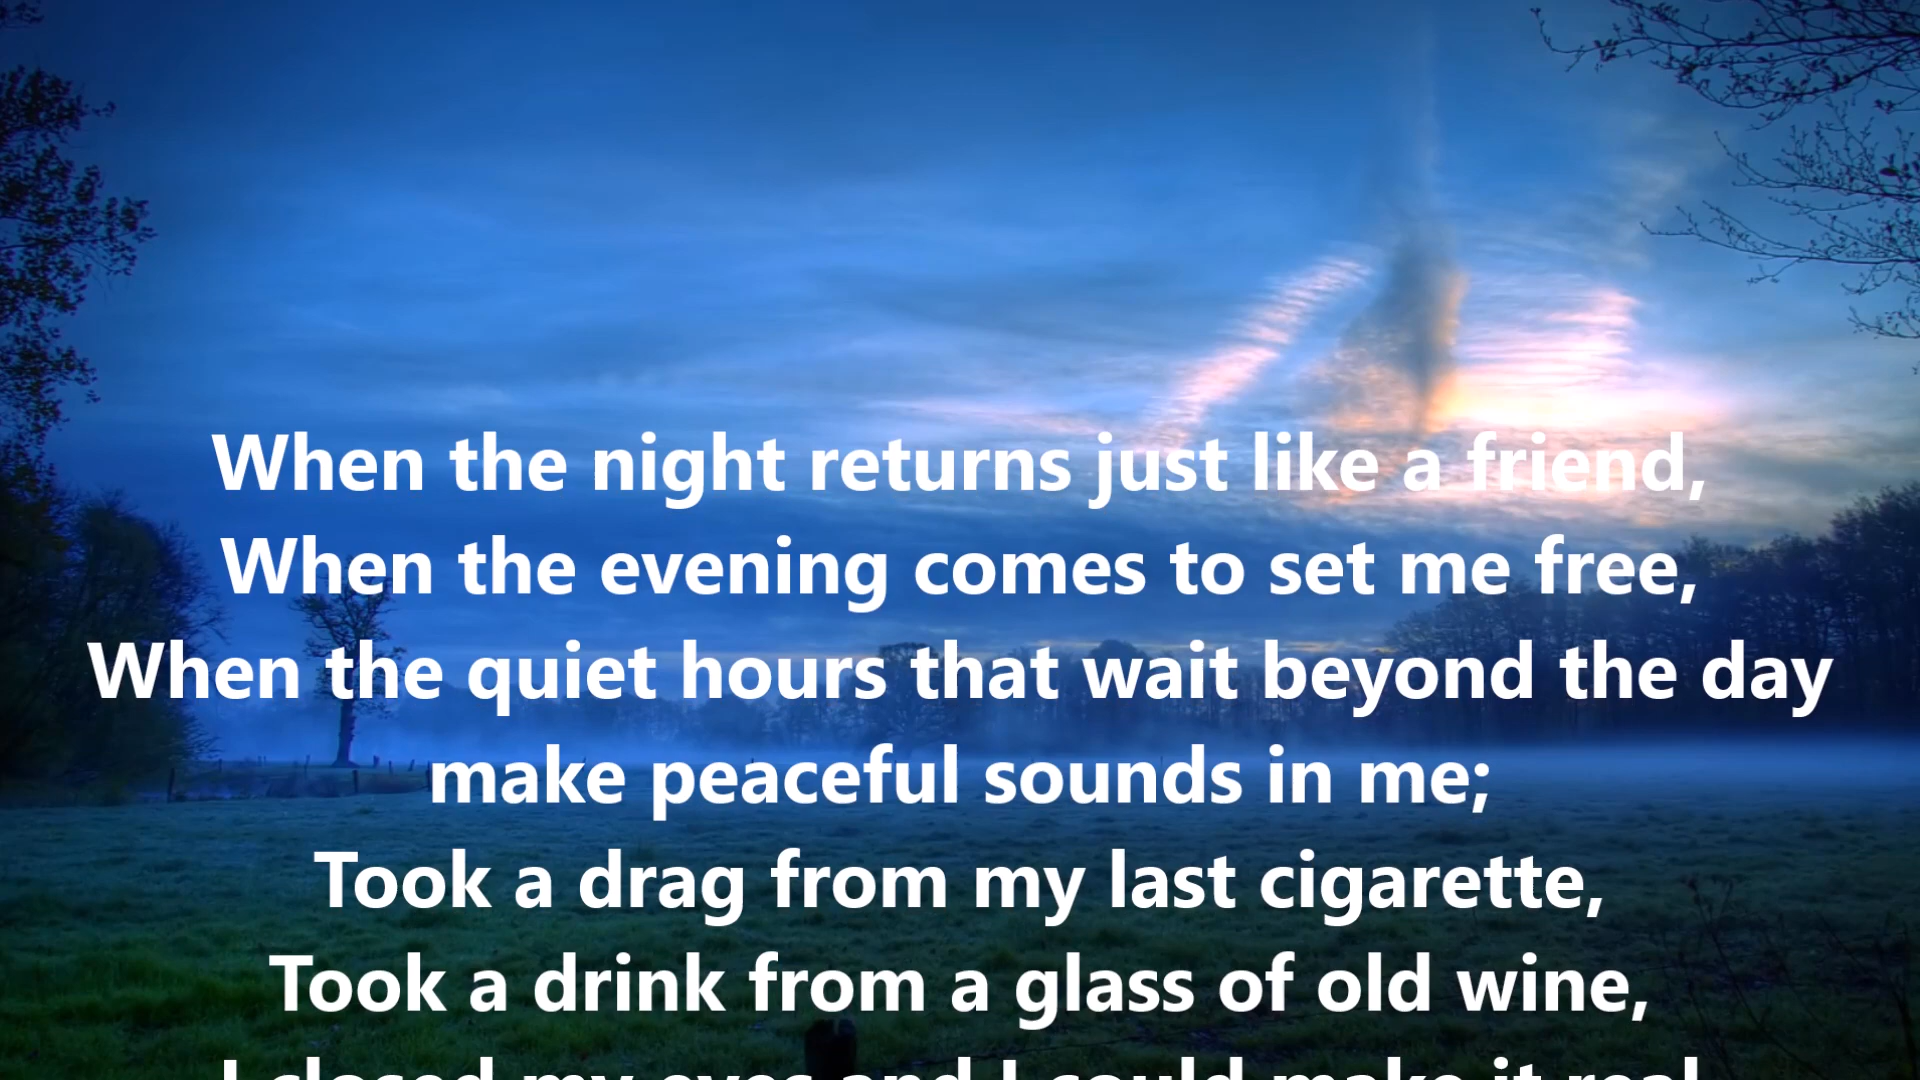 When the night returns just like a friend,
When the evening comes to set me free,
When the quiet hours that wait beyond the day
make peaceful sounds in me;
Took a drag from my last cigarette,
Took a drink from a glass of old wine,
I closed my eyes and I could make it real